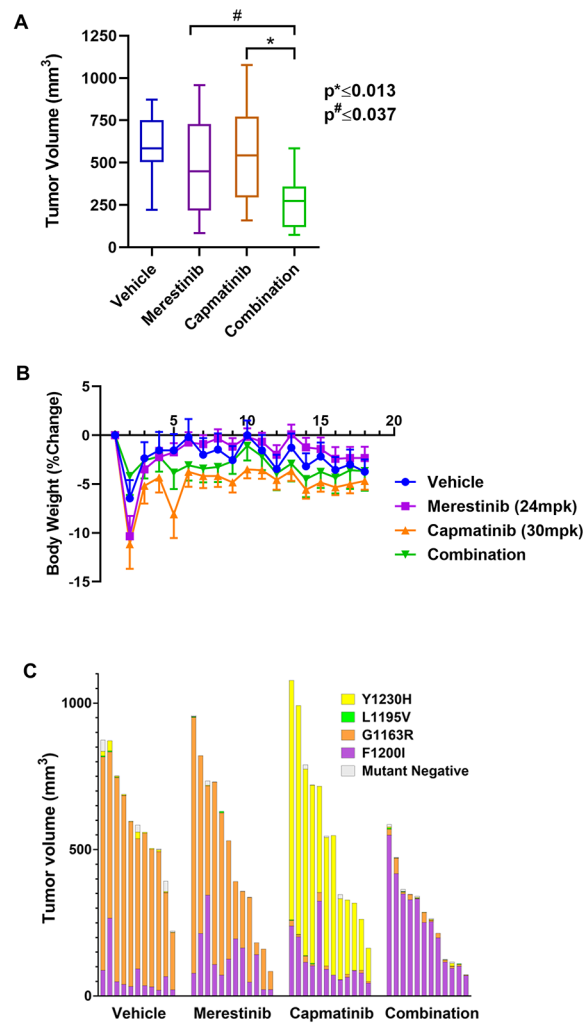 A
#
*
1250
1000
750
500
250
0
Tumor Volume (mm³)
p*≤0.013
p#≤0.037
Vehicle
Merestinib
Capmatinib
Combination
B
5
0
-5
-10
-15
5
10
15
20
Body Weight (%Change)
Vehicle
Merestinib (24mpk)
Capmatinib (30mpk)
Combination
C
1000
500
0
Tumor volume (mm³)
Y1230H
L1195V
G1163R
F1200I
Mutant Negative
Vehicle
Merestinib
Capmatinib
Combination